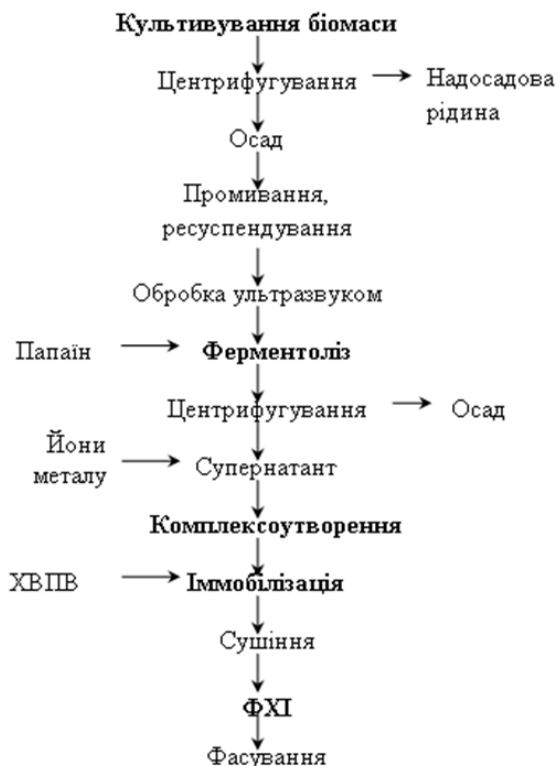 Культивування біомаси
Центрифугування
Надосадова
рідина
Осад
Промивання,
ресуспендування
Обробка ультразвуком
Папаїн
Ферментоліз
Центрифугування
Осад
Йони
металу
Супернатант
Комплексоутворення
ХВПВ
Іммобілізація
Сушіння
ФХІ
Фасування